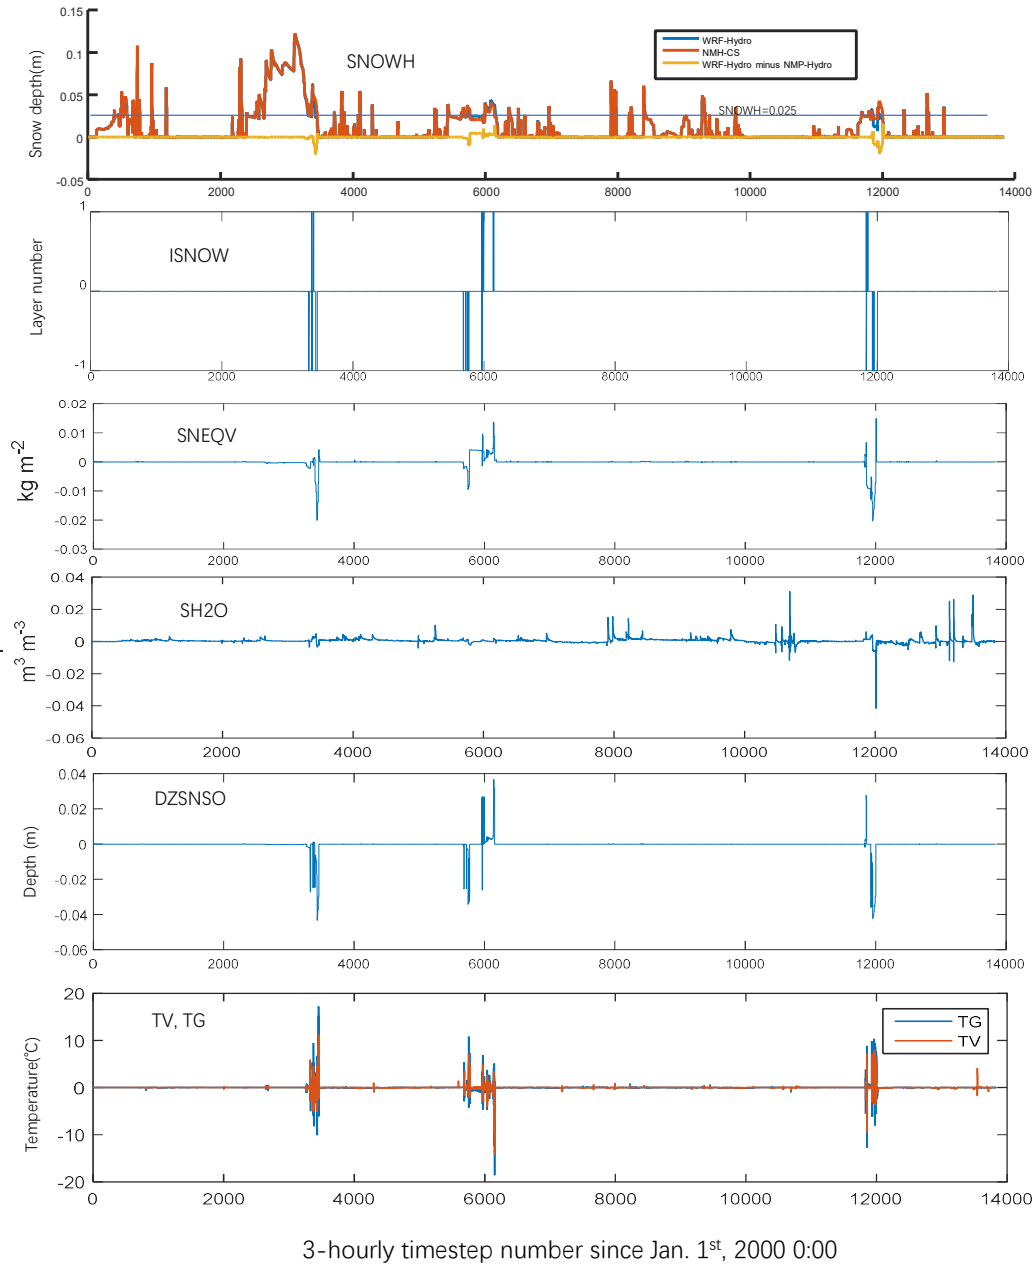 0.15
0.1
0.05
0
-0.05
Snow depth(m)
SNOWH
WRF-Hydro
NMH-CS
WRF-Hydro minus NMP-Hydro
SNOWH=0.025
0 2000 4000 6000 8000 10000 12000 14000
1
0
-1
Layer number
ISNOW
0 2000 4000 6000 8000 10000 12000 14000
0.02
0.01
0
-0.01
-0.02
-0.03
kg m⁻²
SNEQV
0 2000 4000 6000 8000 10000 12000 14000
0.04
0.02
0
-0.02
-0.04
-0.06
m³ m⁻³
SH2O
0 2000 4000 6000 8000 10000 12000 14000
0.04
0.02
0
-0.02
-0.04
-0.06
Depth (m)
DZSNSO
0 2000 4000 6000 8000 10000 12000 14000
20
10
0
-10
-20
Temperature(℃)
TV, TG
TG
TV
0 2000 4000 6000 8000 10000 12000 14000
3-hourly timestep number since Jan. 1st, 2000 0:00